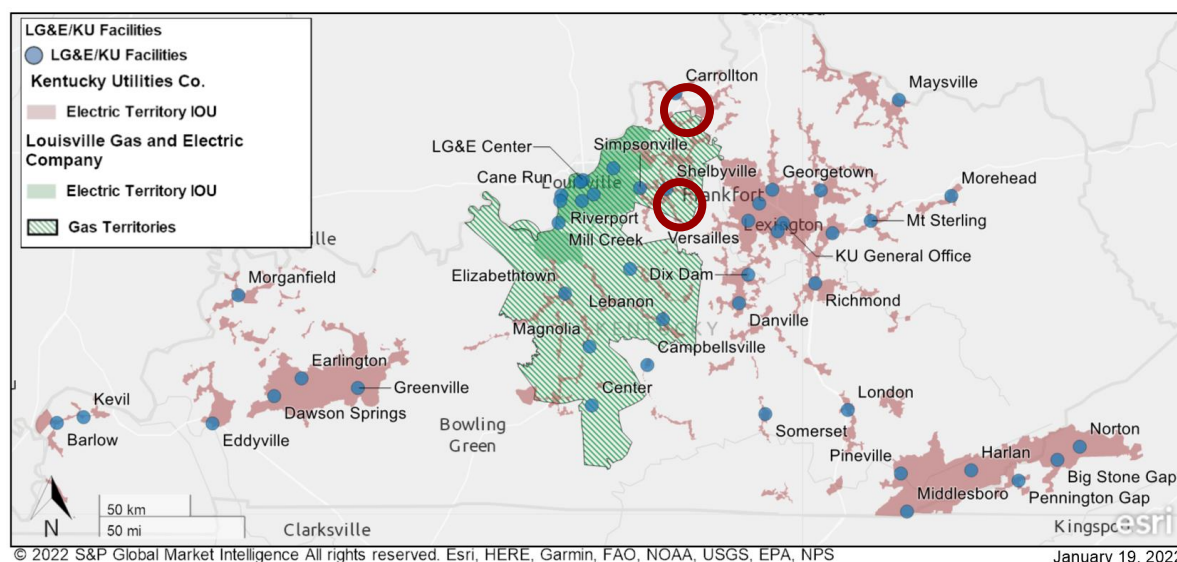 LG&E/KU Facilities
LG&E/KU Facilities
Kentucky Utilities Co.
Electric Territory IOU
Louisville Gas and Electric
Company
Electric Territory IOU
Gas Territories
Carrollton
Maysville
Simpsonville
LG&E Center
Shelbyville
Georgetown
Cane Run
Louisville
Frankfort
Morehead
Riverport
Versailles
Lexington
Mt Sterling
Mill Creek
KU General Office
Elizabethtown
Dix Dam
Morganfield
Lebanon
Richmond
Magnolia
KENTUCKY
Danville
Campbellsville
Earlington
Greenville
Center
London
Kevil
Dawson Springs
Barlow
Eddyville
Bowling
Green
Somerset
Norton
Pineville
Harlan
Big Stone Gap
Middlesboro
Pennington Gap
50 km
50 mi
N
Clarksville
esri
© 2022 S&P Global Market Intelligence All rights reserved. Esri, HERE, Garmin, FAO, NOAA, USGS, EPA, NPS
January 19, 2022